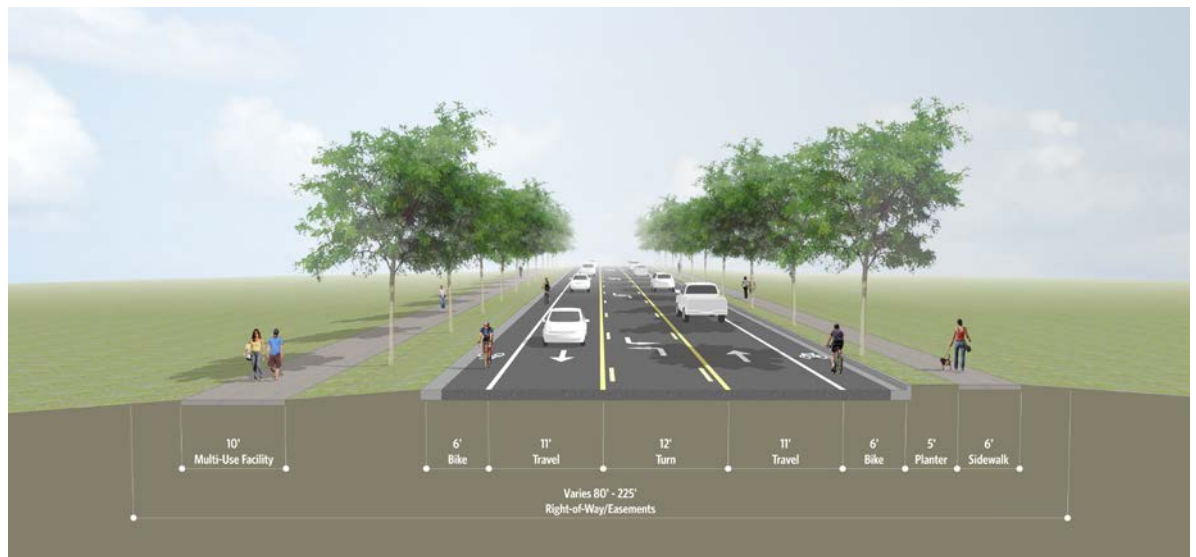 10'
Multi-Use Facility
6'
Bike
11'
Travel
12'
Turn
11'
Travel
6'
Bike
5'
Planter
6'
Sidewalk
Varies 80' - 225'
Right-of-Way/Easements